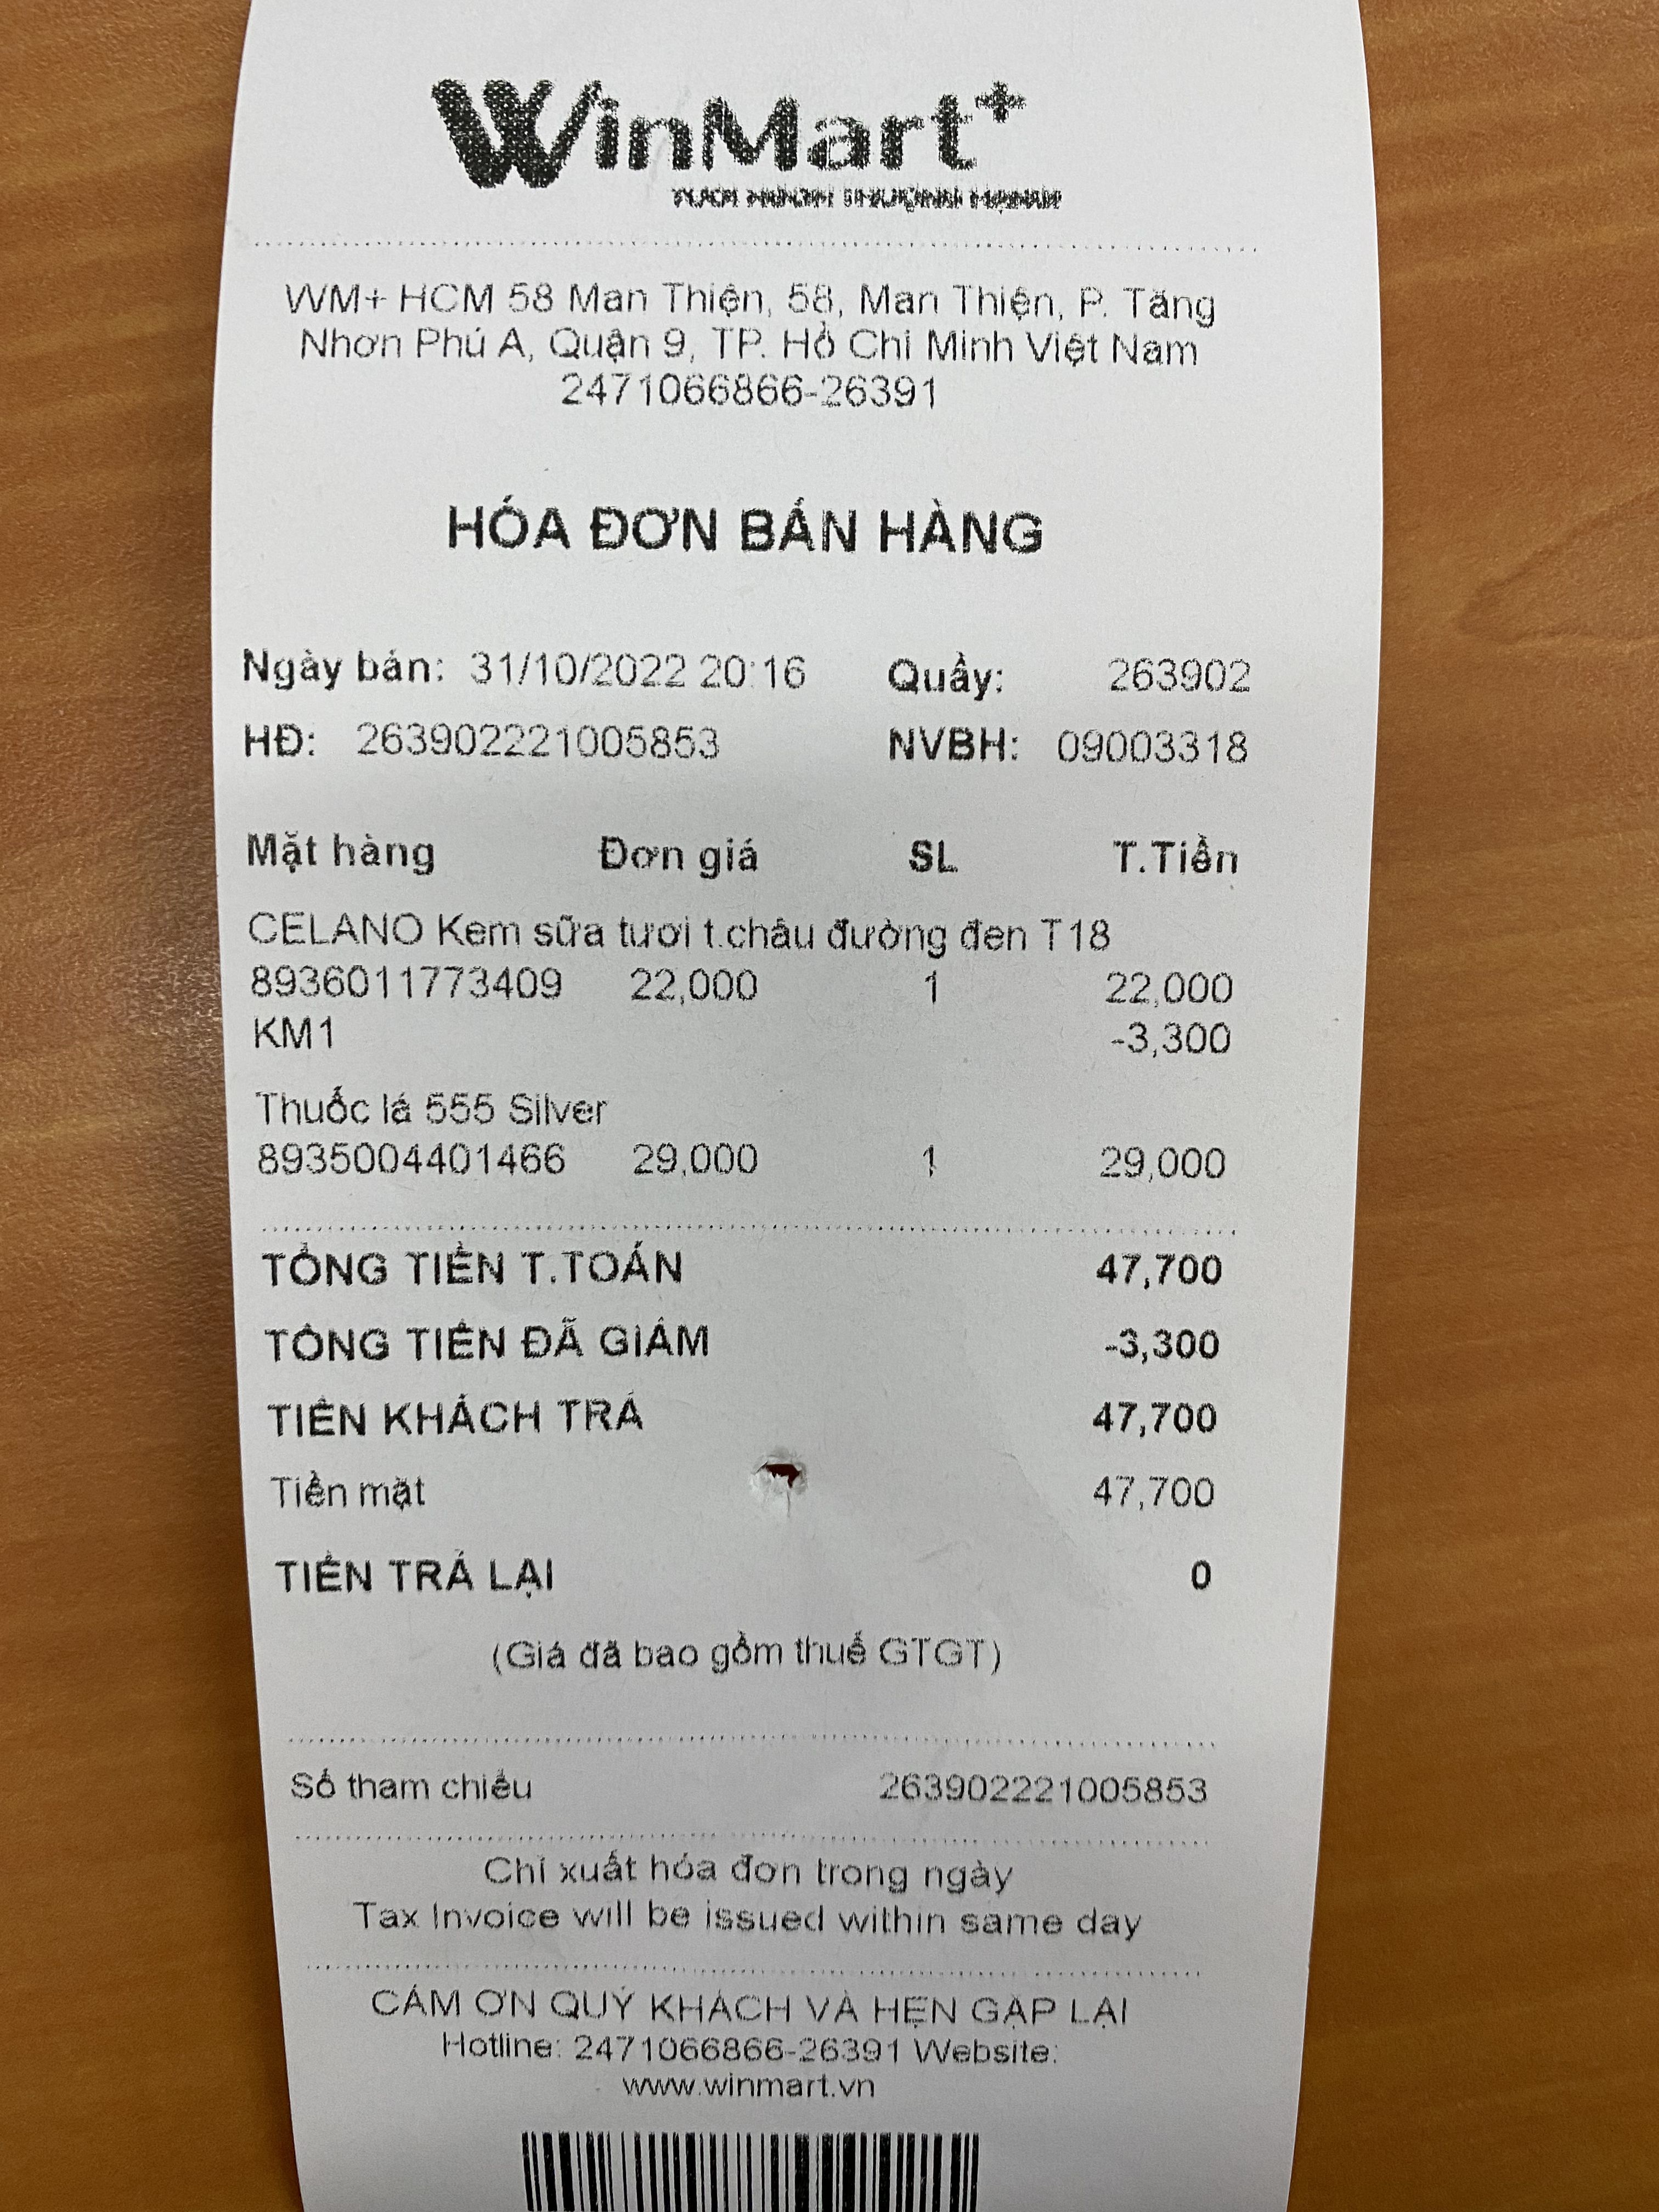 WinMart+
WM+ HCM 58 Man Thiện, 58, Man Thiện, P. Tăng
Nhơn Phú A, Quận 9, TP. Hồ Chí Minh Việt Nam
2471066866-26391
HÓA ĐƠN BÁN HÀNG
Ngày bán: 31/10/2022 20:16 Quầy: 263902
HĐ: 263902221005853 NVBH: 09003318
Mặt hàng Đơn giá SL T.Tiền
CELANO Kem sữa tươi t.châu đường đen T18
8936011773409 22,000 1 22,000
KM1 -3,300
Thuốc lá 555 Silver
8935004401466 29,000 1 29,000
TỔNG TIỀN T.TOÁN 47,700
TỔNG TIỀN ĐÃ GIẢM -3,300
TIỀN KHÁCH TRẢ 47,700
Tiền mặt 47,700
TIỀN TRẢ LẠI 0
(Giá đã bao gồm thuế GTGT)
Số tham chiếu 263902221005853
Chỉ xuất hóa đơn trong ngày
Tax Invoice will be issued within same day
CẢM ƠN QUÝ KHÁCH VÀ HẸN GẶP LẠI
Hotline: 2471066866-26391 Website:
www.winmart.vn